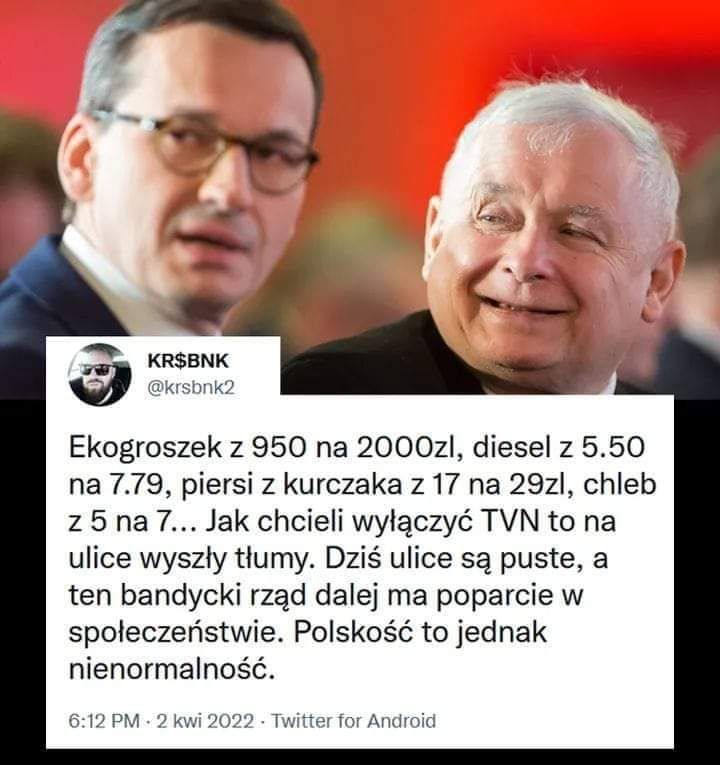 KR$BNK
@krsbnk2
Ekogroszek z 950 na 2000zl, diesel z 5.50
na 7.79, piersi z kurczaka z 17 na 29zl, chleb
z 5 na 7... Jak chcieli wyłączyć TVN to na
ulice wyszły tłumy. Dziś ulice są puste, a
ten bandycki rząd dalej ma poparcie w
społeczeństwie. Polskość to jednak
nienormalność.
6:12 PM · 2 kwi 2022 · Twitter for Android